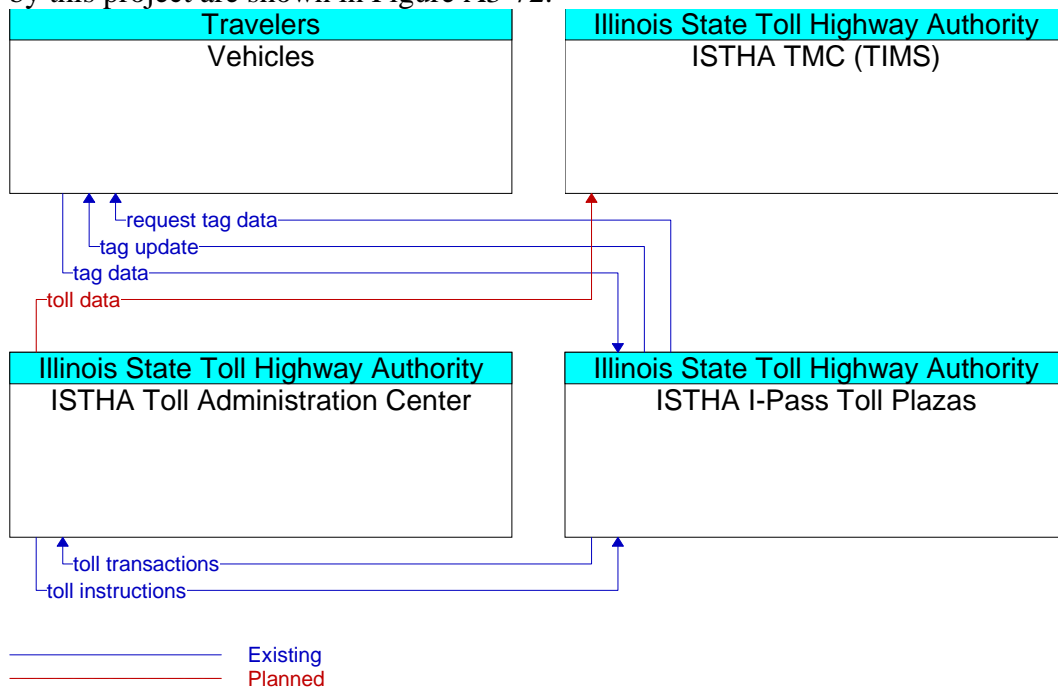 by this project are shown in Figure A3-72.
Travelers
Vehicles
Illinois State Toll Highway Authority
ISTHA TMC (TIMS)
request tag data
tag update
tag data
toll data
Illinois State Toll Highway Authority
ISTHA Toll Administration Center
Illinois State Toll Highway Authority
ISTHA I-Pass Toll Plazas
toll transactions
toll instructions
Existing
Planned